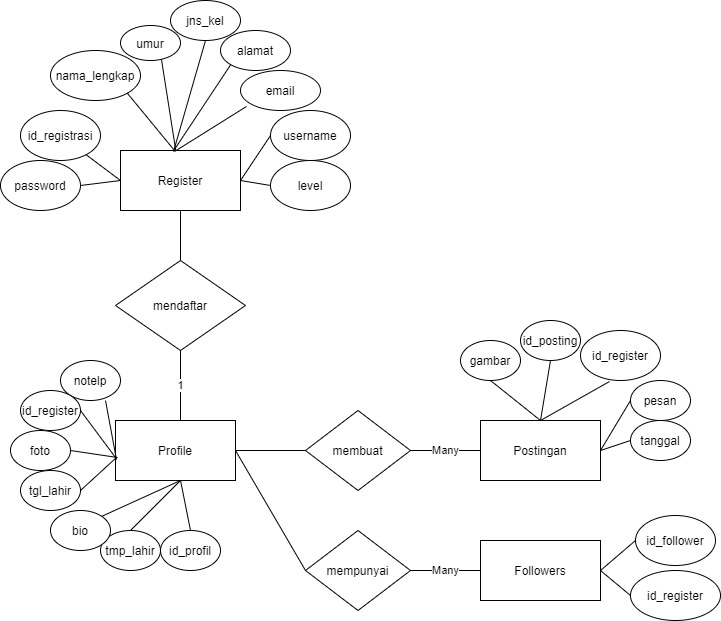 jns_kel
umur
alamat
nama_lengkap
email
id_registrasi
username
password
Register
level
mendaftar
1
notelp
id_register
foto
tgl_lahir
bio
tmp_lahir
id_profil
Profile
membuat
Many
id_posting
gambar
id_register
pesan
tanggal
Postingan
mempunyai
Many
Followers
id_follower
id_register